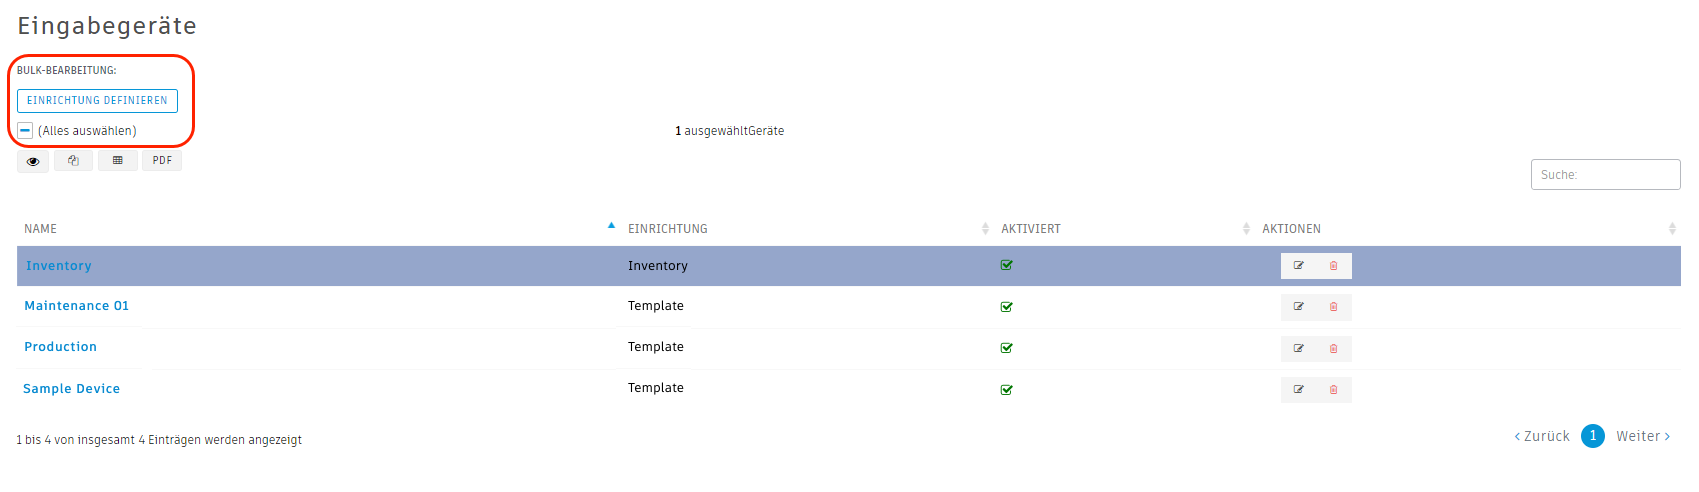 Eingabegeräte
BULK-BEARBEITUNG:
EINRICHTUNG DEFINIEREN
(Alles auswählen)
1 ausgewähltGeräte
PDF
Suche:
NAME EINRICHTUNG AKTIVIERT AKTIONEN
Inventory Inventory
Maintenance 01 Template
Production Template
Sample Device Template
1 bis 4 von insgesamt 4 Einträgen werden angezeigt
‹ Zurück 1 Weiter ›